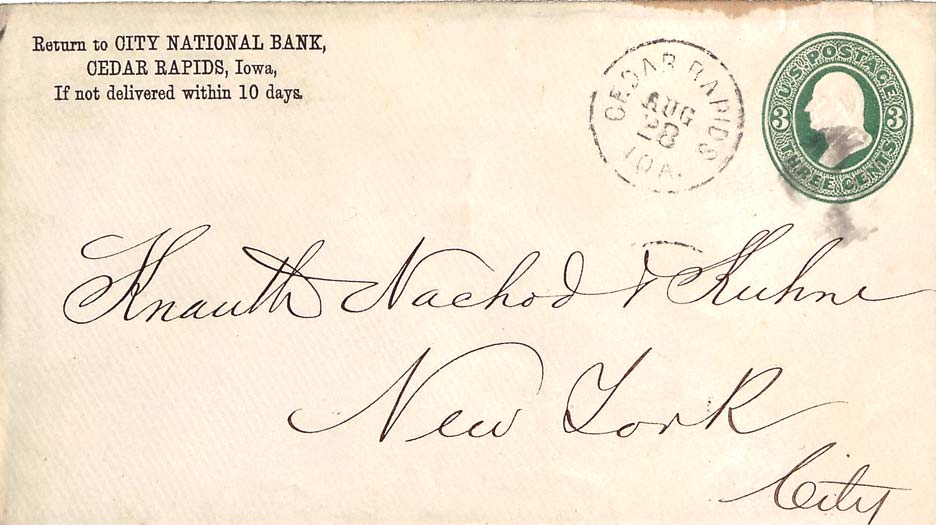 Return to CITY NATIONAL BANK,
CEDAR RAPIDS, Iowa,
If not delivered within 10 days.
CEDAR RAPIDS
AUG
28
IOA.
U.S. POSTAGE
3 3
THREE CENTS
Knauth Nachod & Kuhne
New York
City